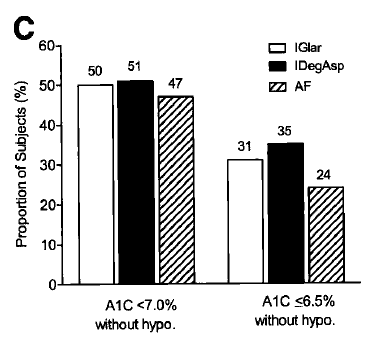 C
Proportion of Subjects (%)
60
50
40
30
20
10
0
IGlar
IDegAsp
AF
50
51
47
31
35
24
A1C <7.0%
without hypo.
A1C ≤6.5%
without hypo.